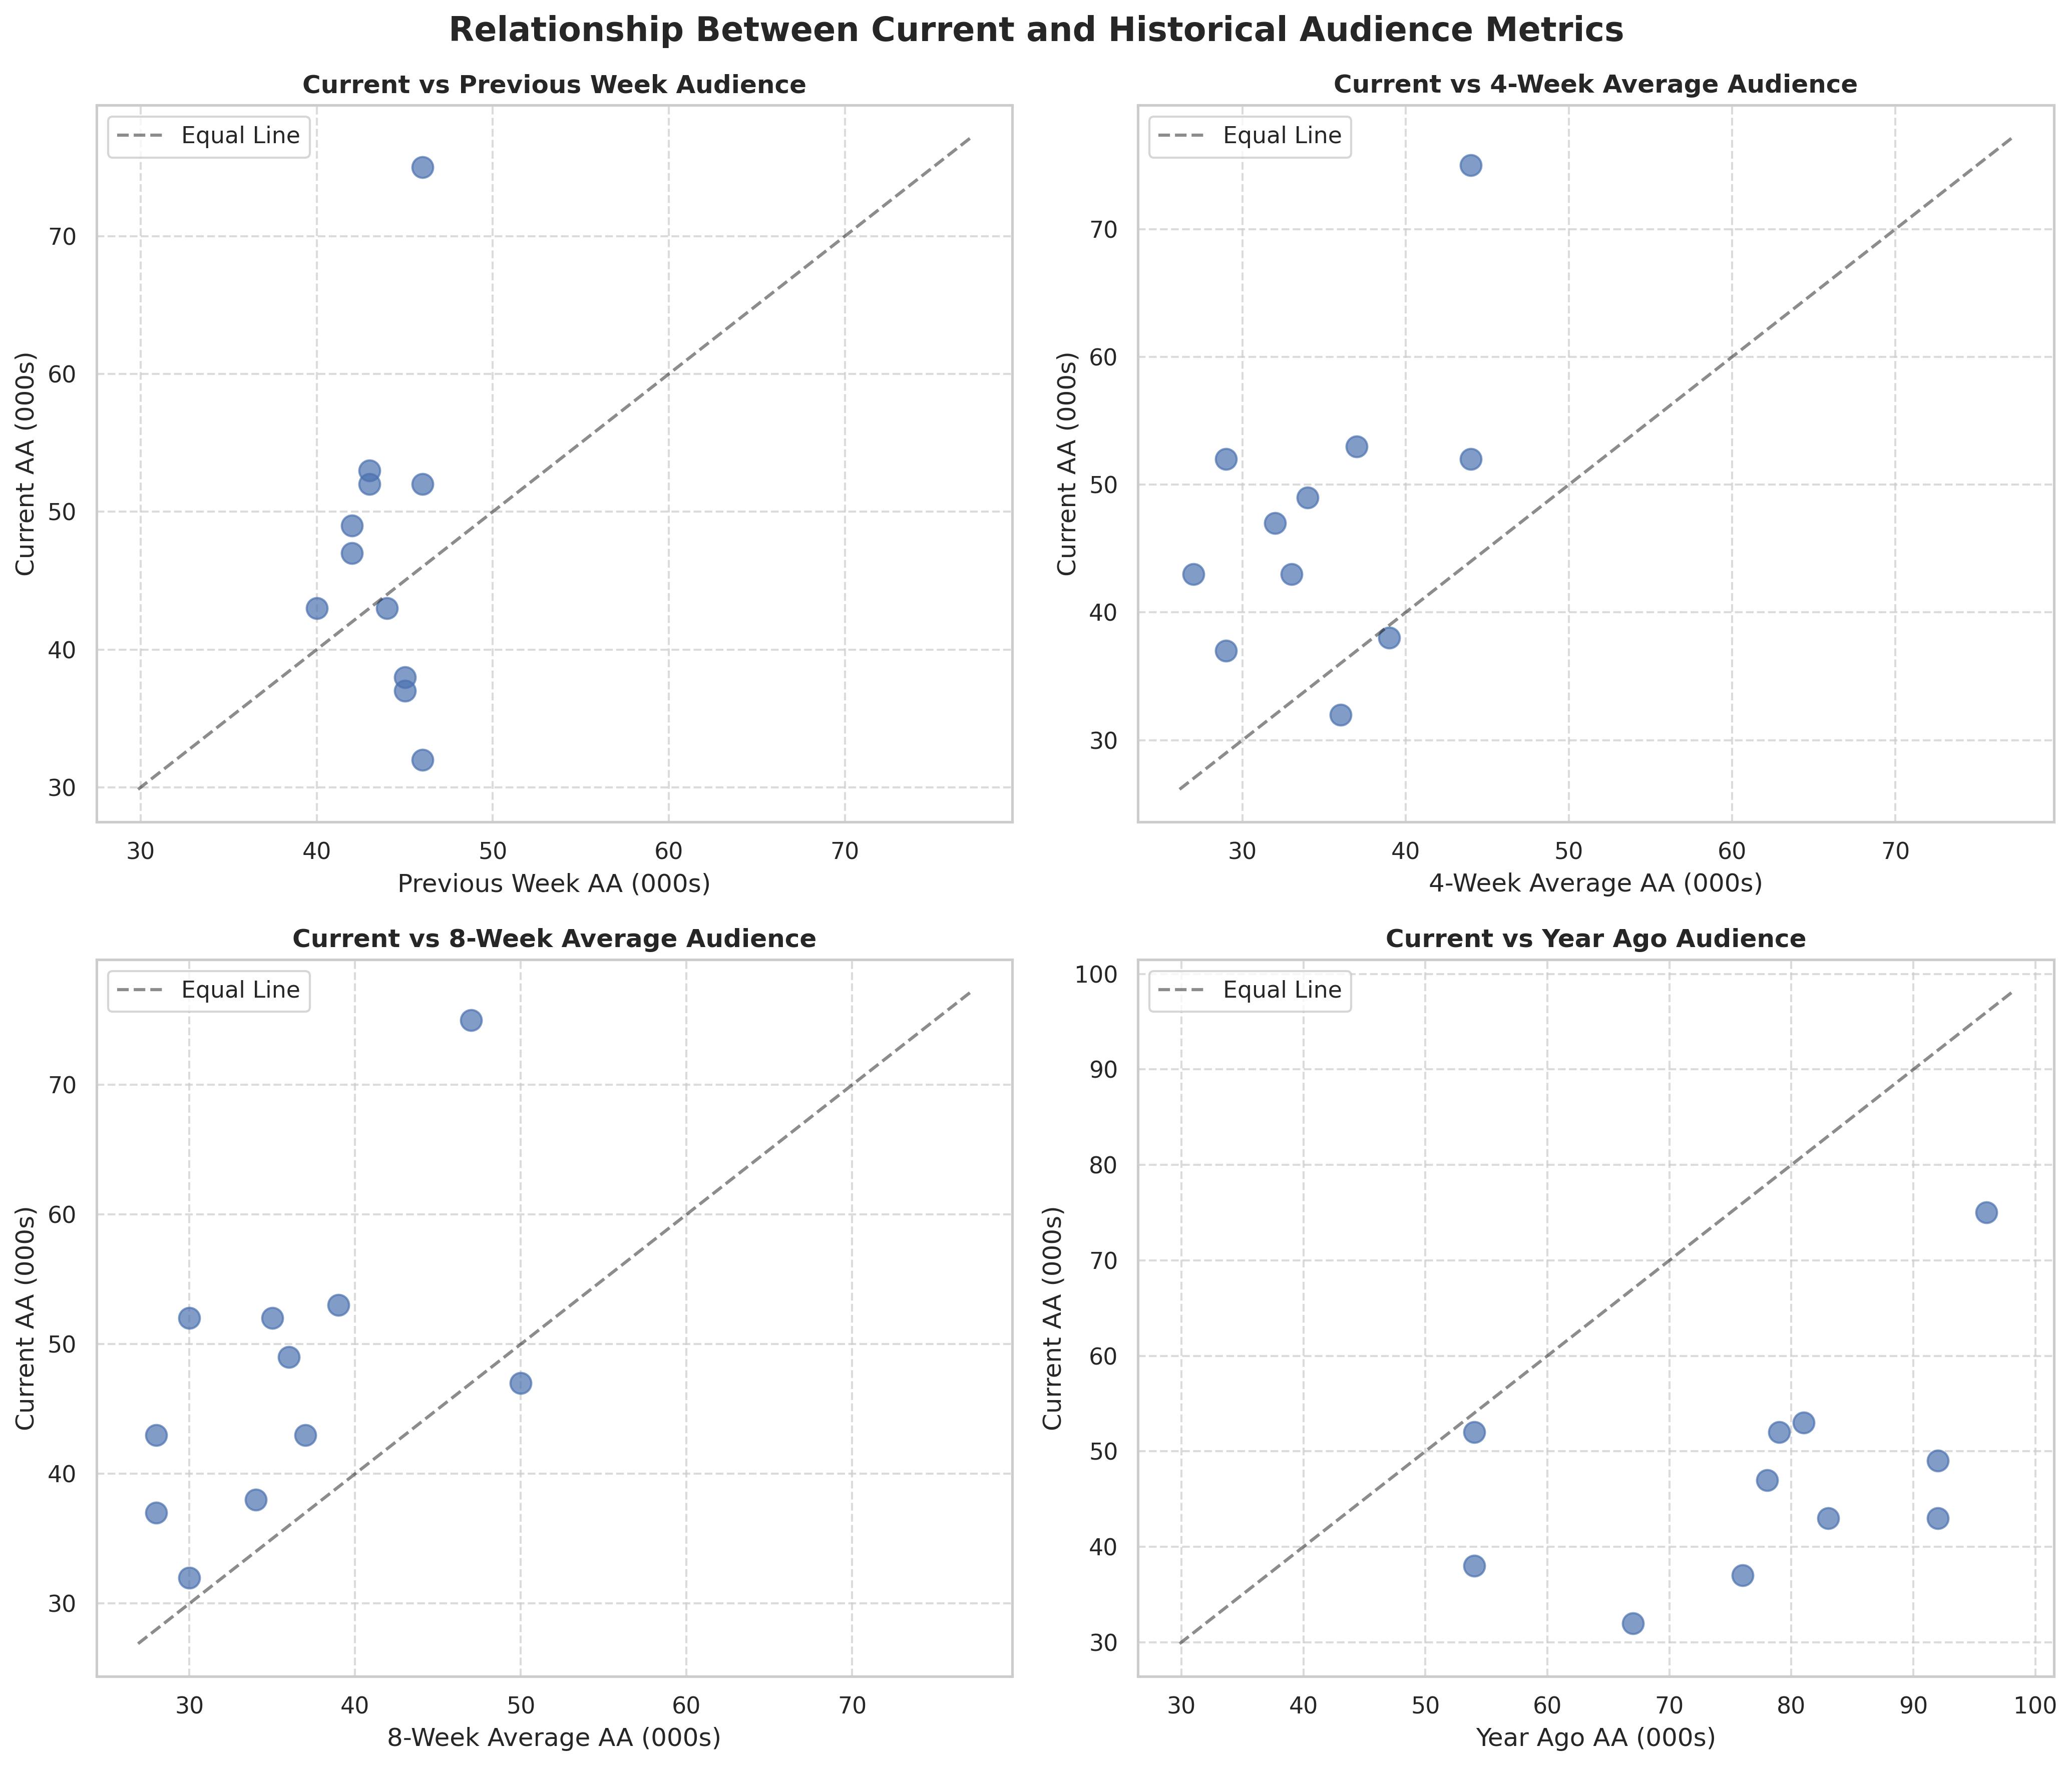 Relationship Between Current and Historical Audience Metrics
Current vs Previous Week Audience
Equal Line
Current AA (000s)
70
60
50
40
30
30 40 50 60 70
Previous Week AA (000s)
Current vs 4-Week Average Audience
Equal Line
Current AA (000s)
70
60
50
40
30
30 40 50 60 70
4-Week Average AA (000s)
Current vs 8-Week Average Audience
Equal Line
Current AA (000s)
70
60
50
40
30
30 40 50 60 70
8-Week Average AA (000s)
Current vs Year Ago Audience
Equal Line
Current AA (000s)
100
90
80
70
60
50
40
30
30 40 50 60 70 80 90 100
Year Ago AA (000s)